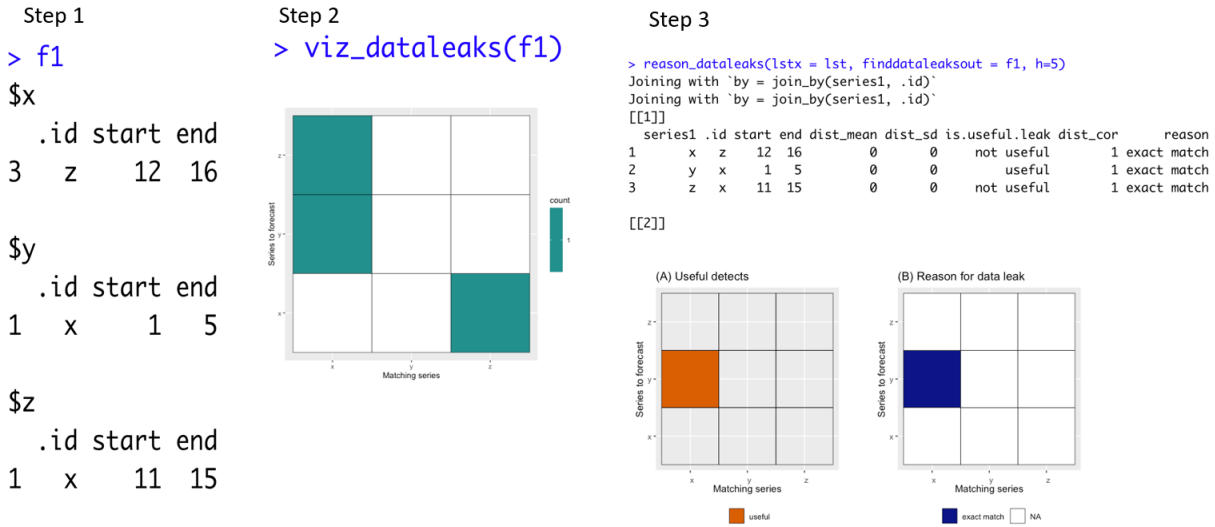 Step 1
> f1
$x
.id start end
3 z 12 16
$y
.id start end
1 x 1 5
$z
.id start end
1 x 11 15
Step 2
> viz_dataleaks(f1)
Series to forecast
z
y
x
x y z
Matching series
count
1
Step 3
> reason_dataleaks(lstx = lst, finddataleaksout = f1, h=5)
Joining with `by = join_by(series1, .id)`
Joining with `by = join_by(series1, .id)`
[[1]]
series1 .id start end dist_mean dist_sd is.useful.leak dist_cor reason
1 x z 12 16 0 0 not useful 1 exact match
2 y x 1 5 0 0 useful 1 exact match
3 z x 11 15 0 0 not useful 1 exact match
[[2]]
(A) Useful detects
Series to forecast
z
y
x
x y z
Matching series
useful
(B) Reason for data leak
Series to forecast
z
y
x
x y z
Matching series
exact match NA